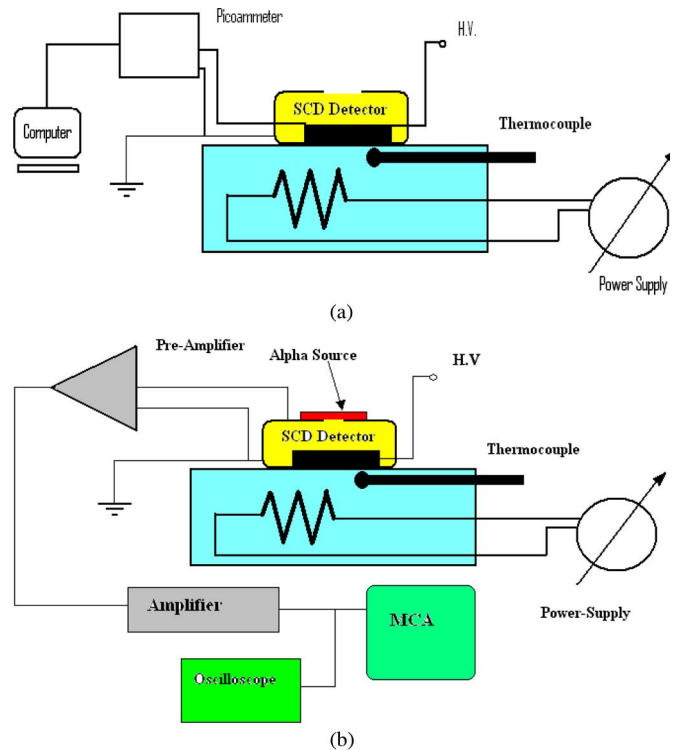 Picoammeter
H.V.
SCD Detector
Computer
Thermocouple
Power Supply
(a)
Pre-Amplifier
Alpha Source
H.V
SCD Detector
Thermocouple
Amplifier
MCA
Power-Supply
Oscilloscope
(b)